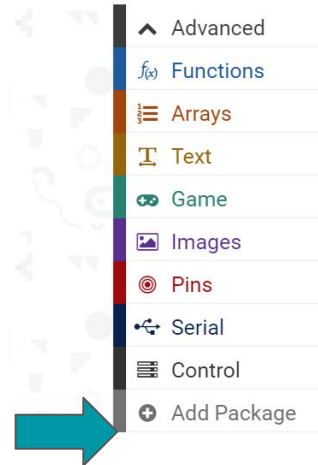 Advanced
f(x) Functions
Arrays
T Text
Game
Images
Pins
Serial
Control
Add Package